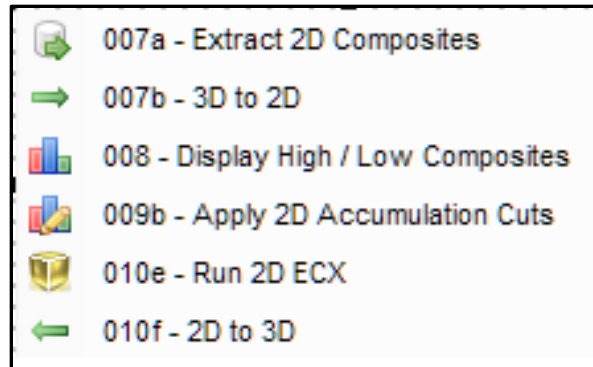 007a - Extract 2D Composites
007b - 3D to 2D
008 - Display High / Low Composites
009b - Apply 2D Accumulation Cuts
010e - Run 2D ECX
010f - 2D to 3D